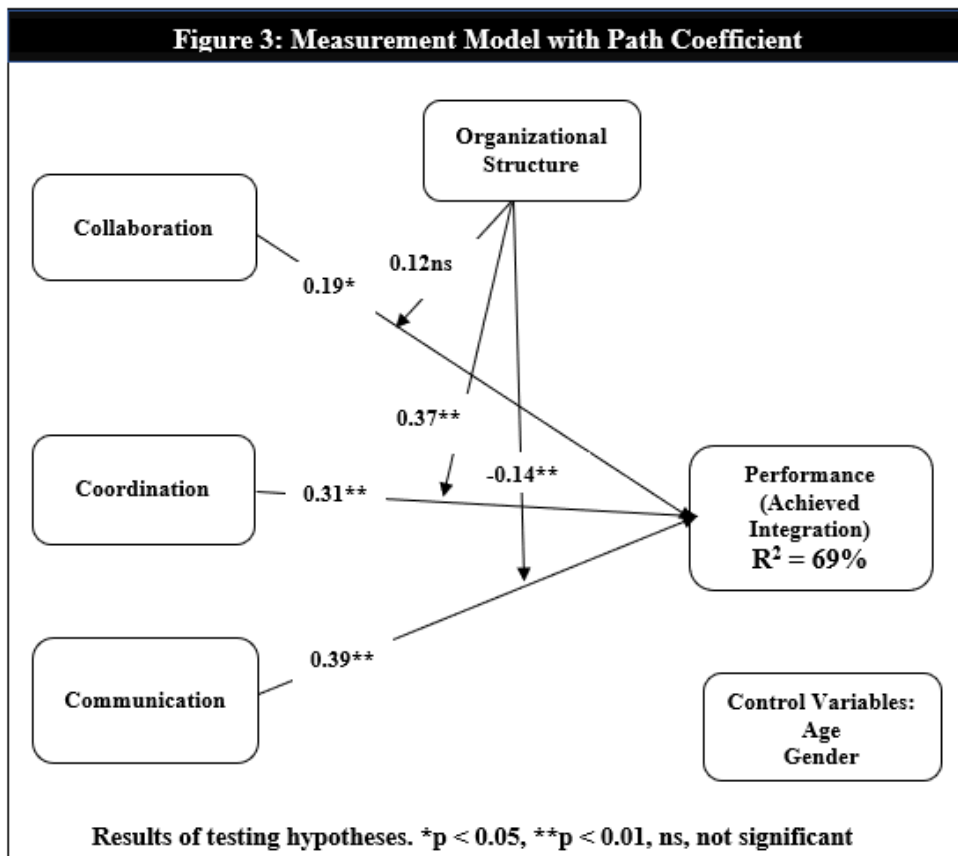 Figure 3: Measurement Model with Path Coefficient
Organizational
Structure
Collaboration
0.12ns
0.19*
0.37**
-0.14**
Coordination
0.31**
Performance
(Achieved
Integration)
R² = 69%
Communication
0.39**
Control Variables:
Age
Gender
Results of testing hypotheses. *p < 0.05, **p < 0.01, ns, not significant